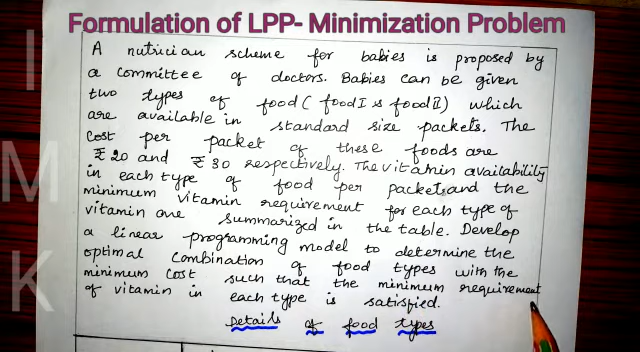 Formulation of LPP- Minimization Problem
A nutrician scheme for babies is proposed by
a committee of doctors. Babies can be given
two types of food ( food I & food II) which
are available in standard size packets. The
cost per packet of these foods are
₹ 20 and ₹ 30 respectively. The vitamin availability
in each type of food per packets and the
minimum vitamin requirement for each type of
vitamin are summarized in the table. Develop
a linear programming model to determine the
optimal combination of food types with the
minimum cost such that the minimum requirement
of vitamin in each type is satisfied.
Details of food types
I
M
K